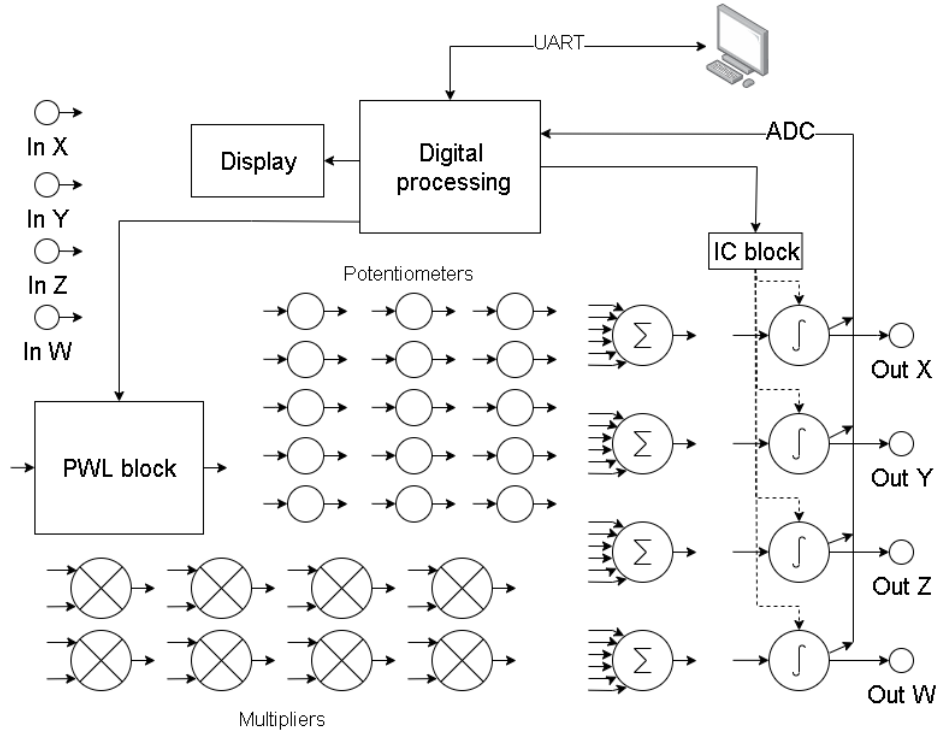 UART
In X
ADC
Display
Digital
processing
In Y
In Z
IC block
Potentiometers
In W
Σ
∫
Out X
PWL block
Σ
∫
Out Y
Σ
∫
Out Z
Σ
∫
Out W
Multipliers